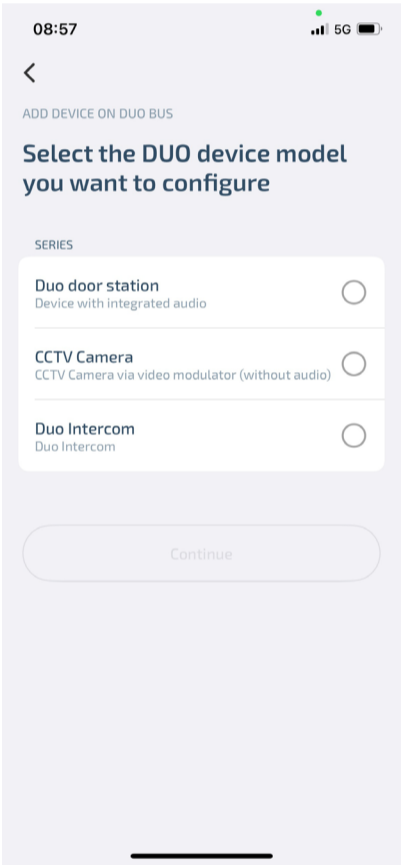 08:57
5G
ADD DEVICE ON DUO BUS
Select the DUO device model
you want to configure
SERIES
Duo door station
Device with integrated audio
CCTV Camera
CCTV Camera via video modulator (without audio)
Duo Intercom
Duo Intercom
Continue